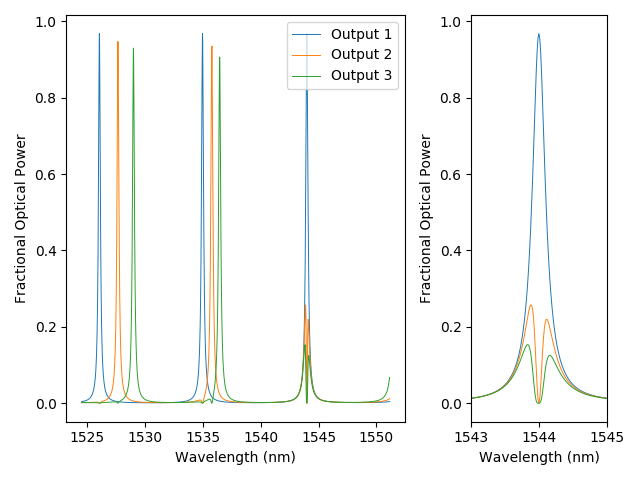 Fractional Optical Power
1.0
0.8
0.6
0.4
0.2
0.0
1525 1530 1535 1540 1545 1550
Wavelength (nm)
Output 1
Output 2
Output 3
Fractional Optical Power
1.0
0.8
0.6
0.4
0.2
0.0
1543 1544 1545
Wavelength (nm)